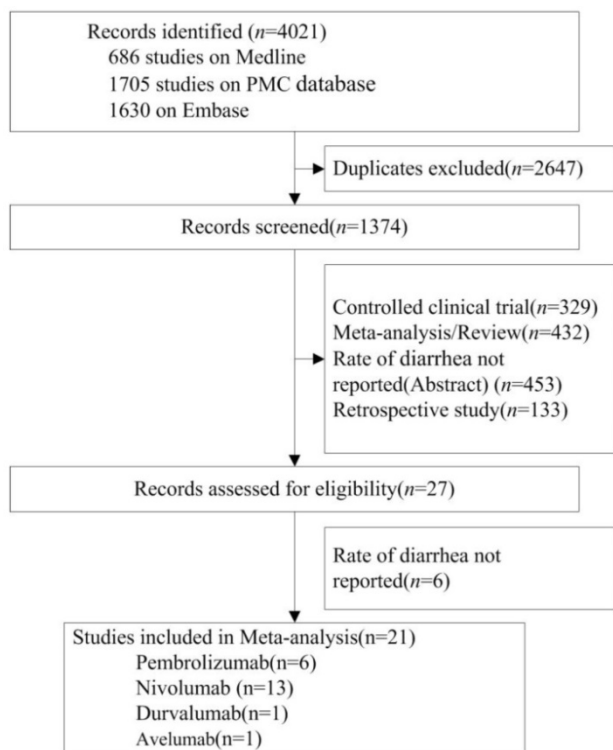 Records identified (n=4021)
686 studies on Medline
1705 studies on PMC database
1630 on Embase
Duplicates excluded(n=2647)
Records screened(n=1374)
Controlled clinical trial(n=329)
Meta-analysis/Review(n=432)
Rate of diarrhea not
reported(Abstract) (n=453)
Retrospective study(n=133)
Records assessed for eligibility(n=27)
Rate of diarrhea not
reported(n=6)
Studies included in Meta-analysis(n=21)
Pembrolizumab(n=6)
Nivolumab (n=13)
Durvalumab(n=1)
Avelumab(n=1)